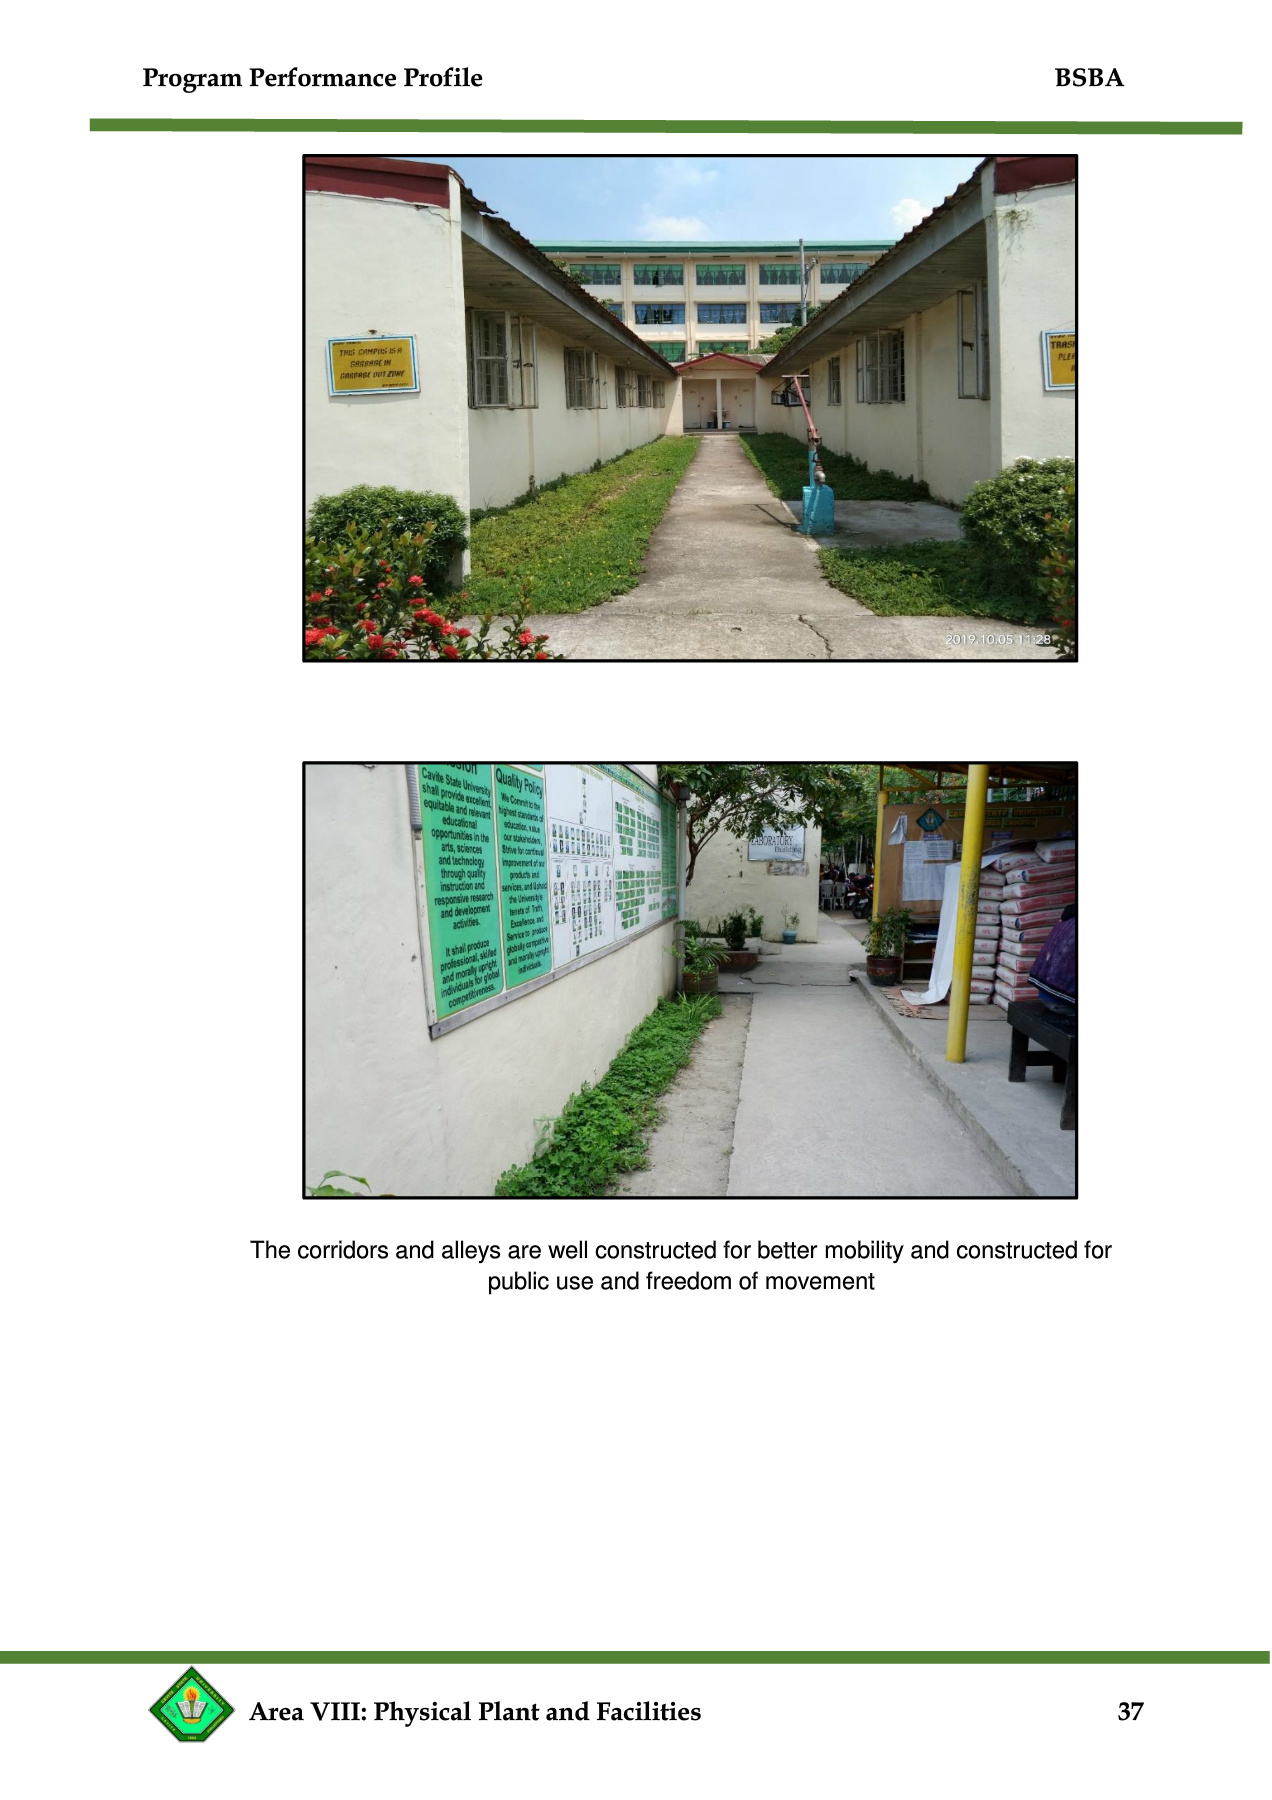 Program Performance Profile BSBA
THIS CAMPUS IS A
GARBAGE IN
GARBAGE OUT ZONE
TRASH
PLEA
2019.10.05 11:28
Cavite State University
shall provide excellent,
equitable and relevant
educational
opportunities in the
arts, sciences
and technology
through quality
instruction and
responsive research
and development
activities.
It shall produce
professional, skilled
and morally upright
individuals for global
competitiveness.
Quality Policy
We Commit to the
highest standards of
education, value
our stakeholders,
Strive for continual
improvement of our
products and
services, and Uphold
the University's
tenets of Truth,
Excellence, and
Service to produce
globally competitive
and morally upright
individuals.
LABORATORY
Building
The corridors and alleys are well constructed for better mobility and constructed for
public use and freedom of movement
Area VIII: Physical Plant and Facilities 37